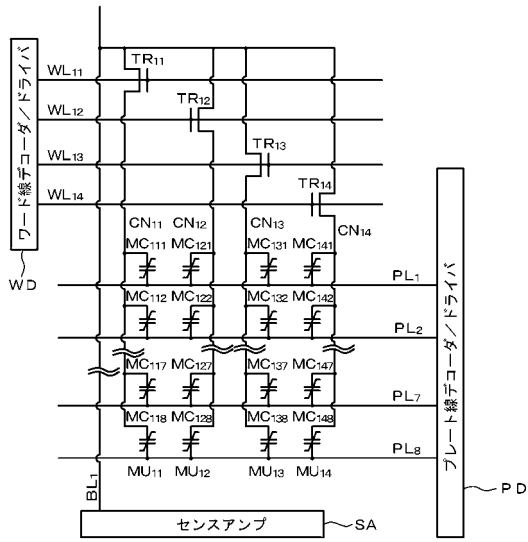 ワード線デコーダ/ドライバ
WD
WL11
WL12
WL13
WL14
TR11
TR12
TR13
TR14
CN11 CN12 CN13 CN14
MC111 MC121 MC131 MC141
PL1
MC112 MC122 MC132 MC142
PL2
MC117 MC127 MC137 MC147
PL7
MC118 MC128 MC138 MC148
PL8
MU11 MU12 MU13 MU14
BL1
センスアンプ
SA
プレート線デコーダ/ドライバ
PD